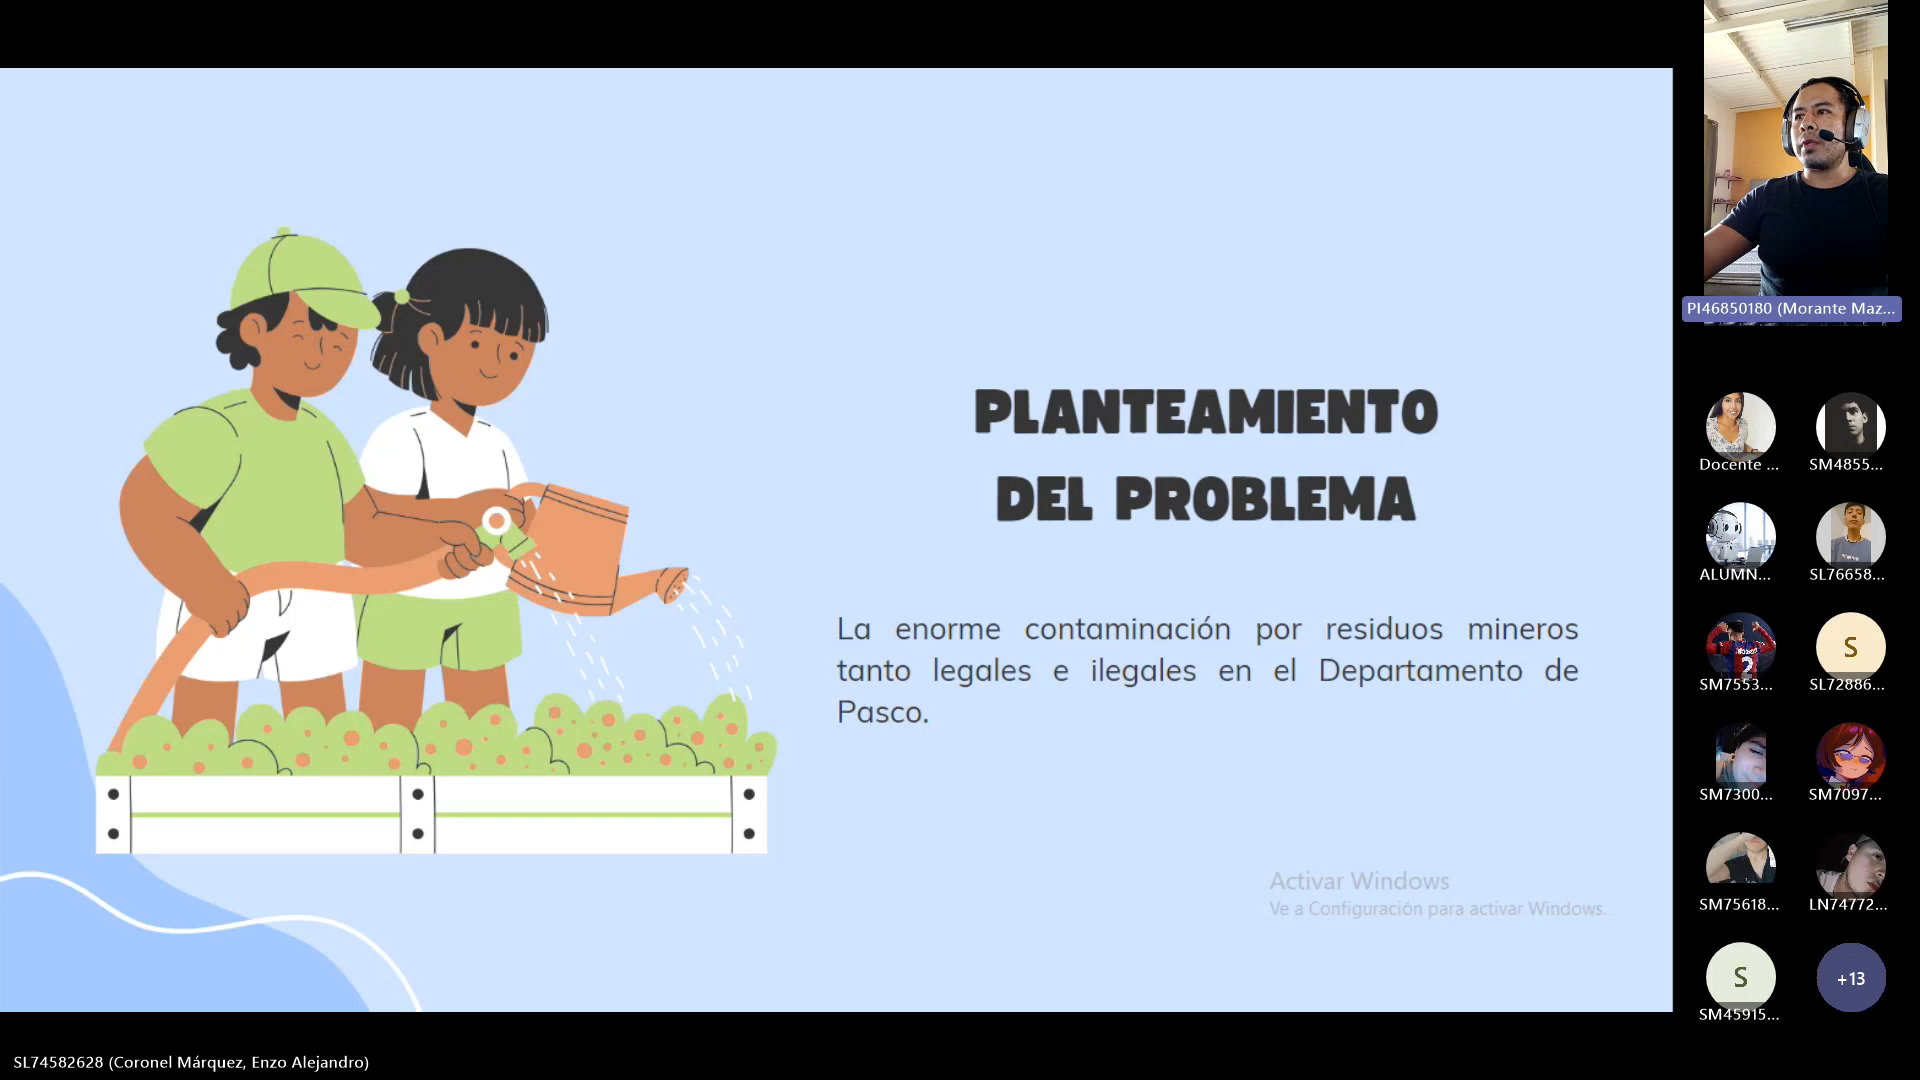 PLANTEAMIENTO
DEL PROBLEMA
La enorme contaminación por residuos mineros
tanto legales e ilegales en el Departamento de
Pasco.
Activar Windows
Ve a Configuración para activar Windows.
PI46850180 (Morante Maz...
Docente ...
SM4855...
ALUMN...
SL76658...
2
SM7553...
S
SL72886...
SM7300...
SM7097...
SM75618...
LN74772...
S
+13
SM45915...
SL74582628 (Coronel Márquez, Enzo Alejandro)